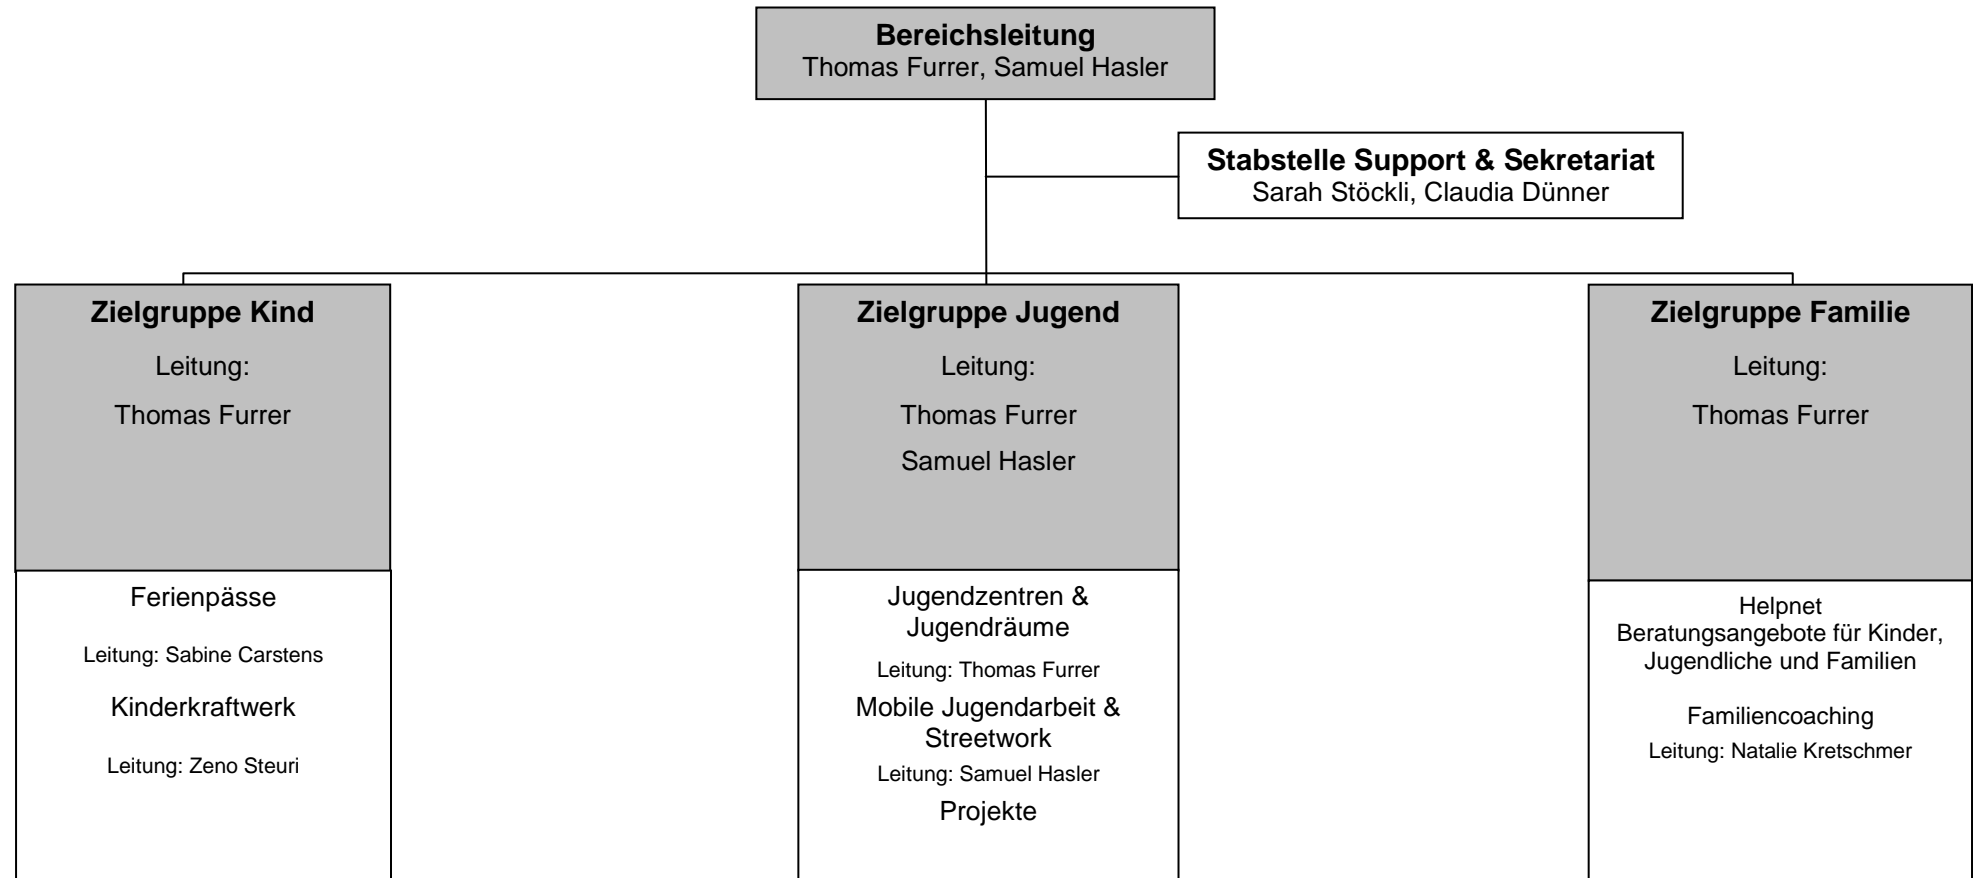 Bereichsleitung
Thomas Furrer, Samuel Hasler
Stabstelle Support & Sekretariat
Sarah Stöckli, Claudia Dünner
Zielgruppe Kind
Leitung:
Thomas Furrer
Ferienpässe
Leitung: Sabine Carstens
Kinderkraftwerk
Leitung: Zeno Steuri
Zielgruppe Jugend
Leitung:
Thomas Furrer
Samuel Hasler
Jugendzentren &
Jugendräume
Leitung: Thomas Furrer
Mobile Jugendarbeit &
Streetwork
Leitung: Samuel Hasler
Projekte
Zielgruppe Familie
Leitung:
Thomas Furrer
Helpnet
Beratungsangebote für Kinder,
Jugendliche und Familien
Familiencoaching
Leitung: Natalie Kretschmer